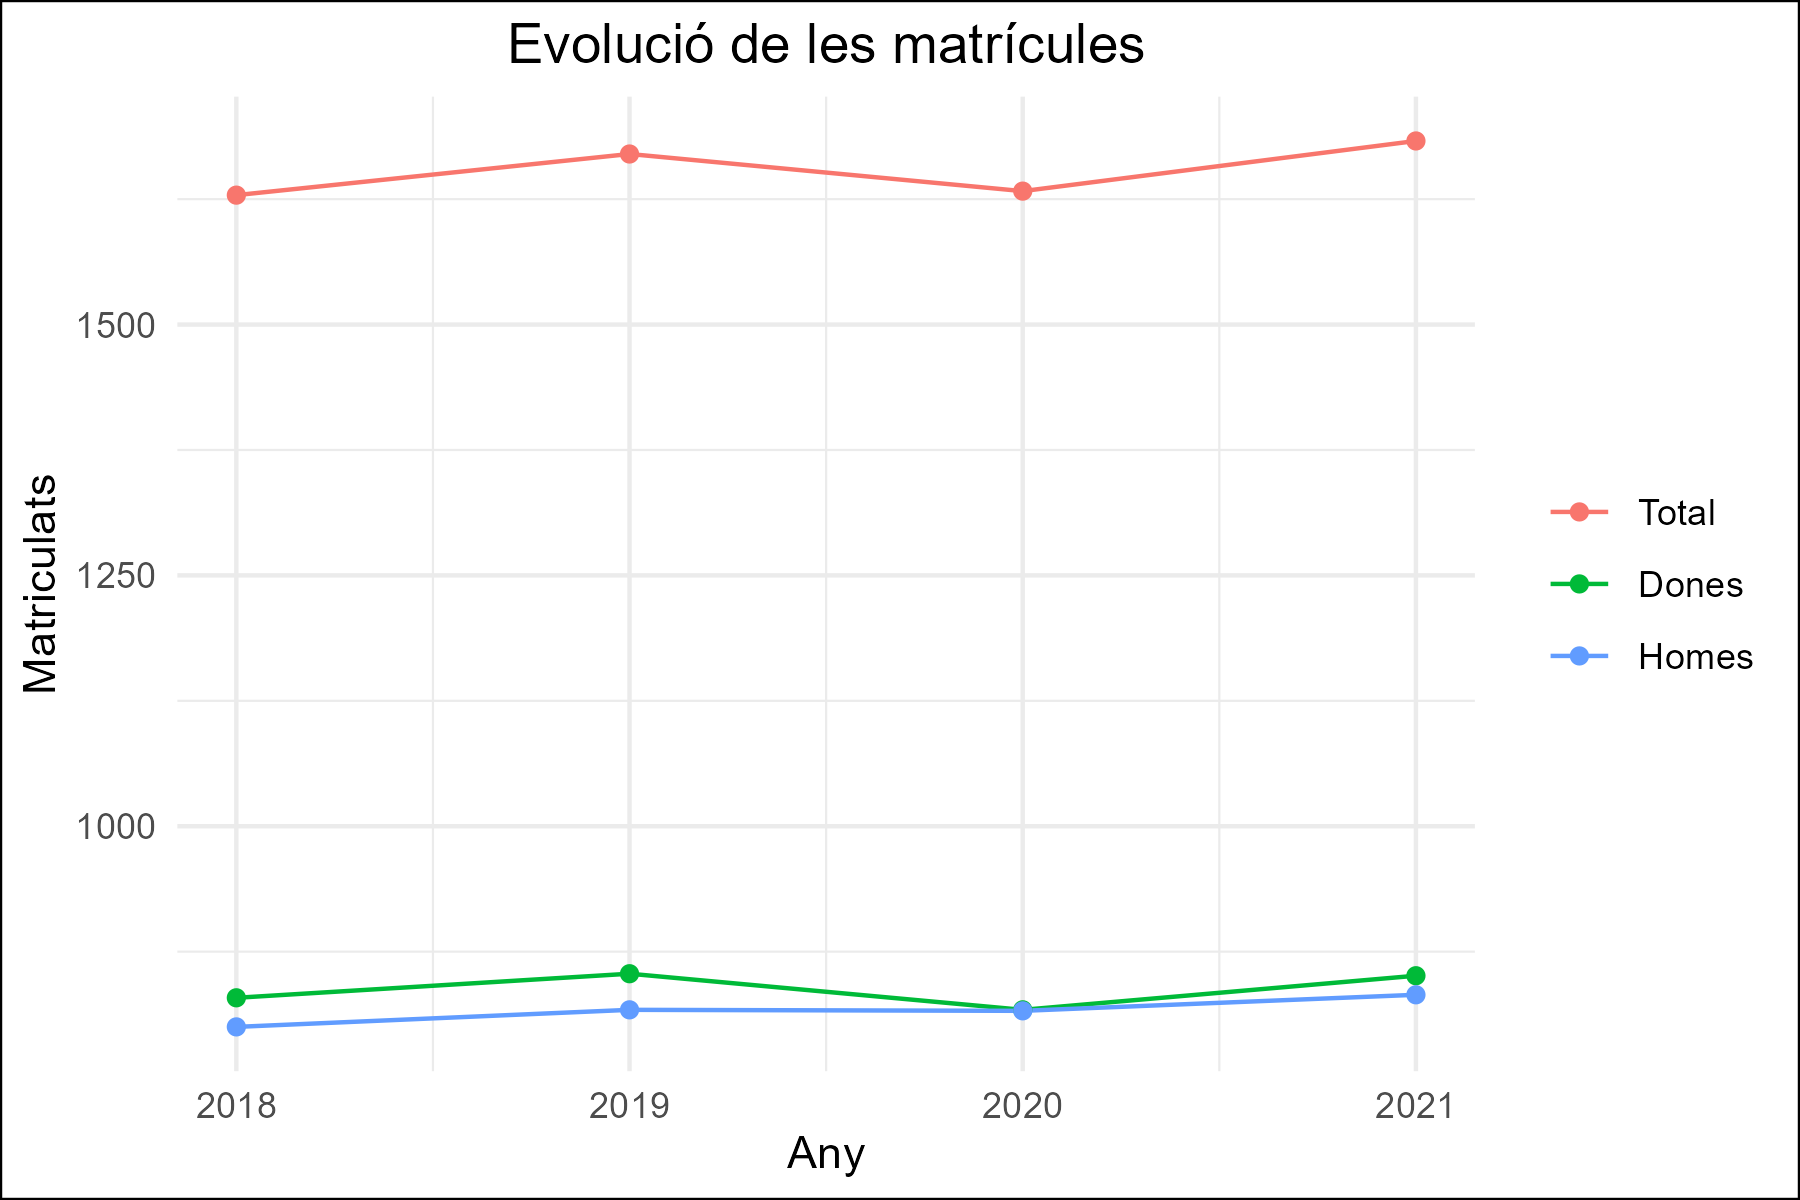 Evolució de les matrícules
Matriculats
1500
1250
1000
2018 2019 2020 2021
Any
Total
Dones
Homes